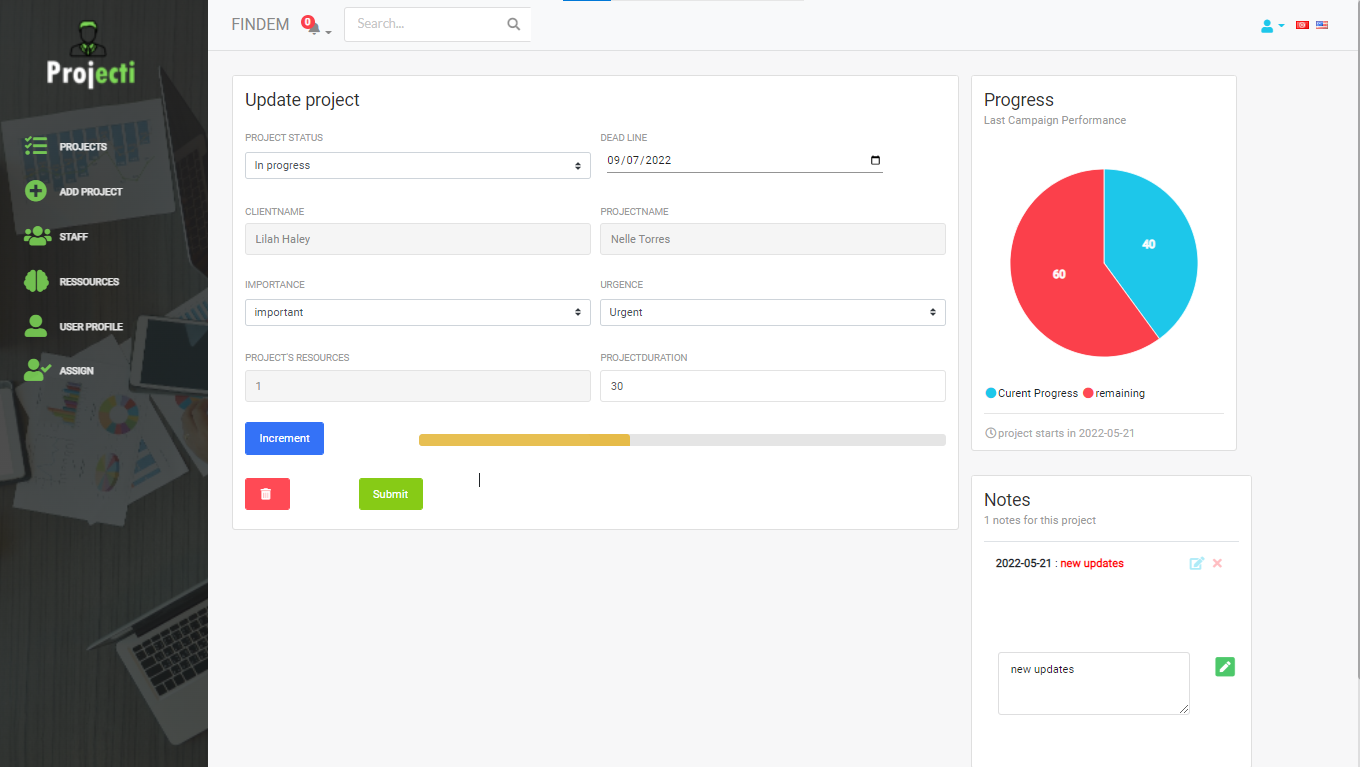 Projecti
PROJECTS
ADD PROJECT
STAFF
RESSOURCES
USER PROFILE
ASSIGN
FINDEM
0
Search...
Update project
PROJECT STATUS
DEAD LINE
In progress
09/07/2022
CLIENTNAME
PROJECTNAME
Lilah Haley
Nelle Torres
IMPORTANCE
URGENCE
important
Urgent
PROJECT'S RESOURCES
PROJECTDURATION
1
30
Increment
Submit
Progress
Last Campaign Performance
40
60
Curent Progress
remaining
project starts in 2022-05-21
Notes
1 notes for this project
2022-05-21 : new updates
new updates